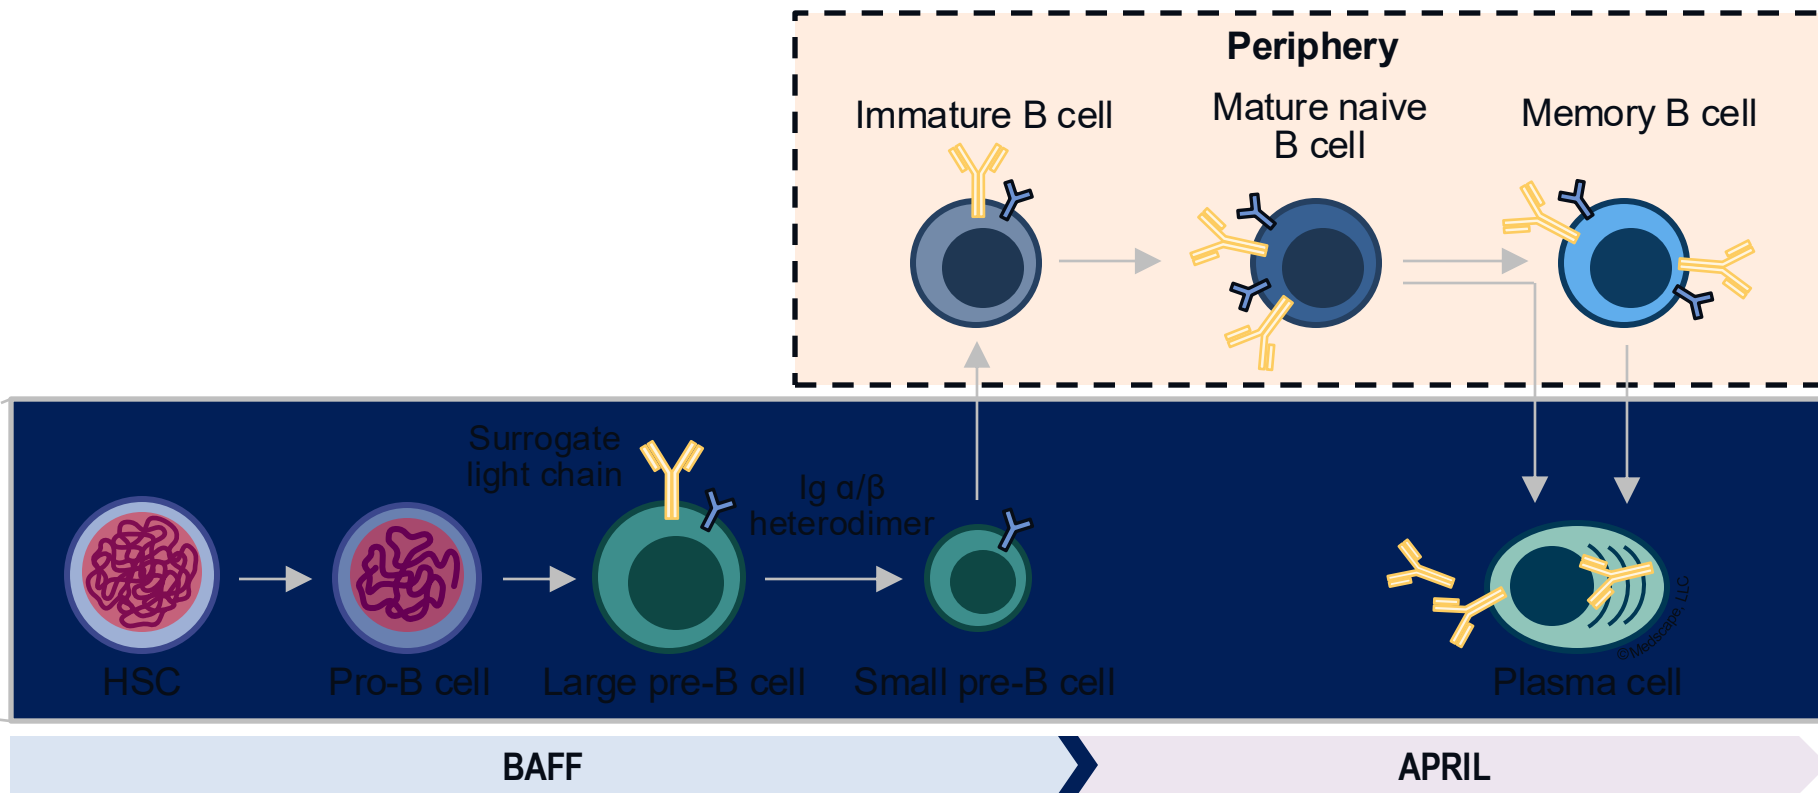 Periphery
Immature B cell
Mature naive
B cell
Memory B cell
Surrogate
light chain
Ig α/β
heterodimer
HSC
Pro-B cell
Large pre-B cell
Small pre-B cell
Plasma cell
©Medscape, LLC
BAFF
APRIL